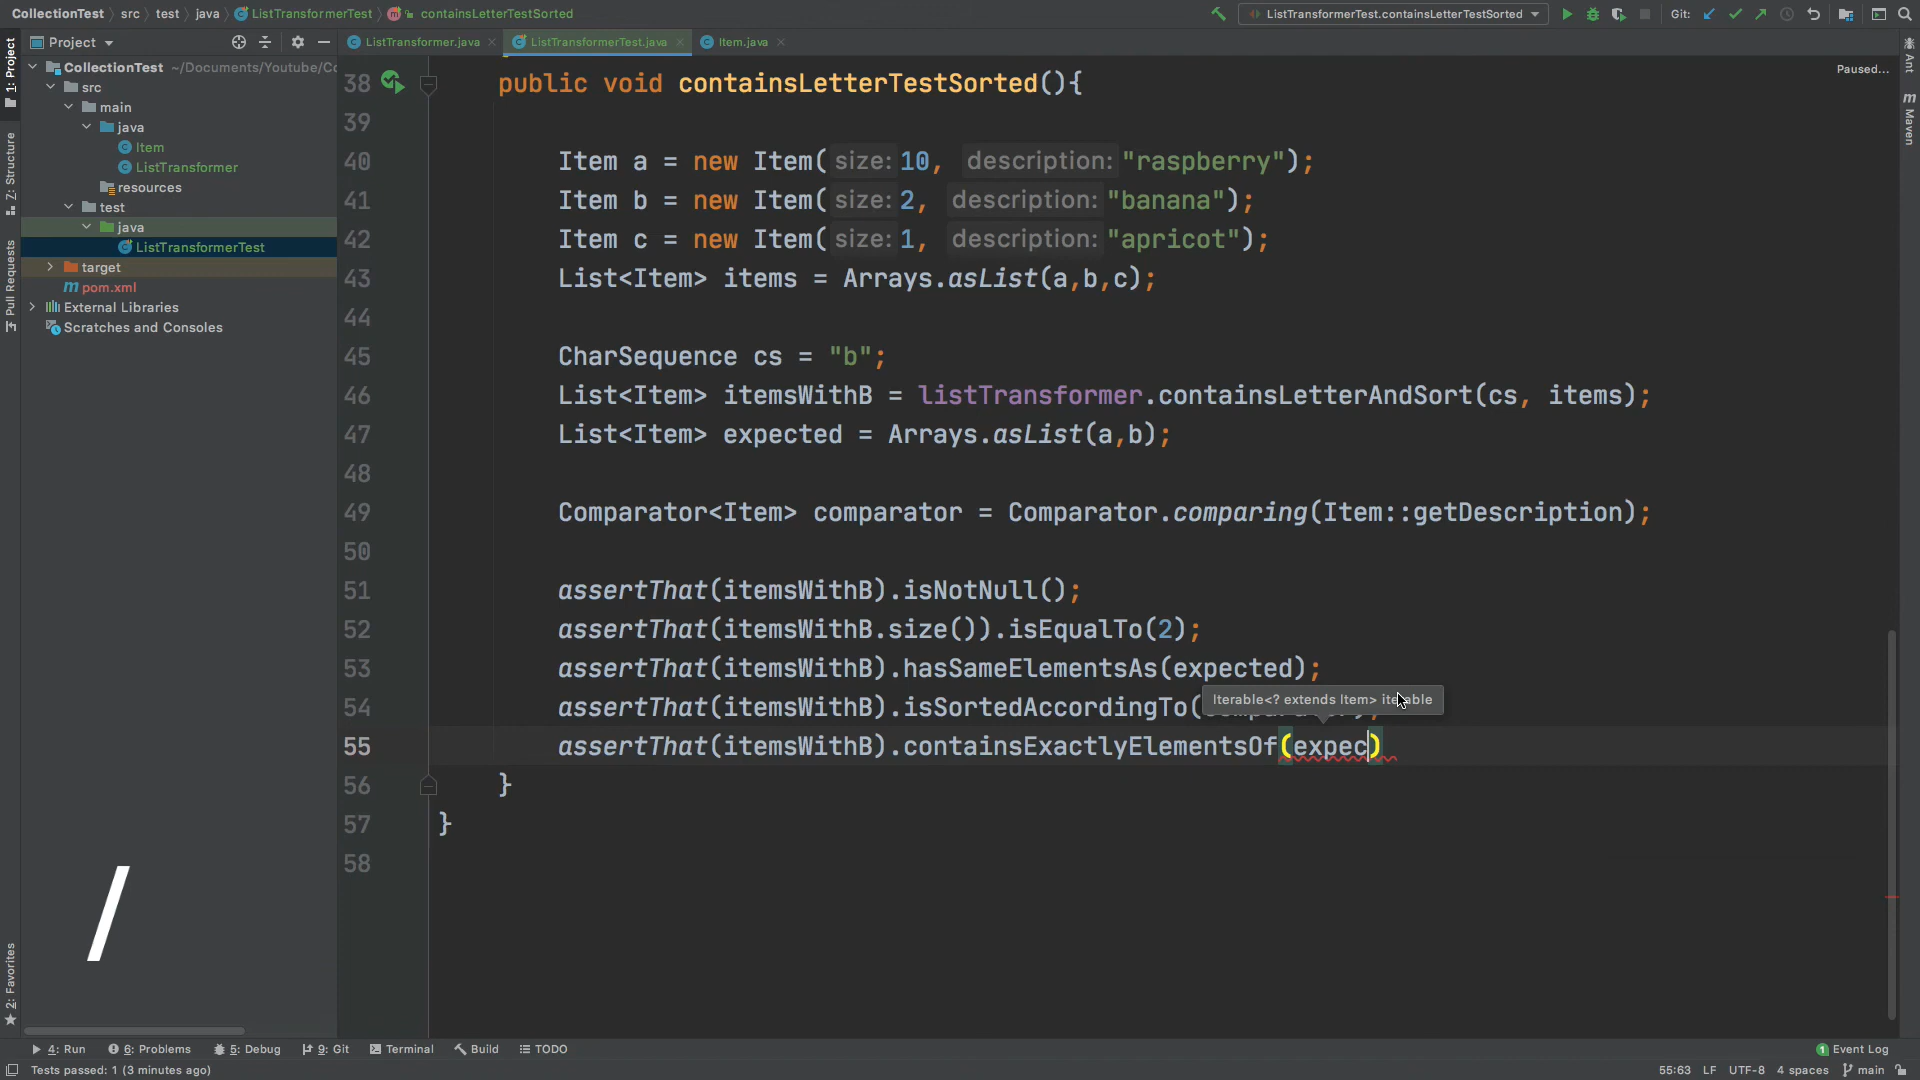 CollectionTest src test java ListTransformerTest containsLetterTestSorted ListTransformerTest.containsLetterTestSorted Git:
Project ListTransformer.java ListTransformerTest.java Item.java
Paused...
1: Project
Z: Structure
Pull Requests
2: Favorites
Ant
Maven
CollectionTest ~/Documents/Youtube/Co
src
main
java
Item
ListTransformer
resources
test
java
ListTransformerTest
target
pom.xml
External Libraries
Scratches and Consoles
38 public void containsLetterTestSorted(){
39
40 Item a = new Item( size: 10, description: "raspberry");
41 Item b = new Item( size: 2, description: "banana");
42 Item c = new Item( size: 1, description: "apricot");
43 List<Item> items = Arrays.asList(a,b,c);
44
45 CharSequence cs = "b";
46 List<Item> itemsWithB = listTransformer.containsLetterAndSort(cs, items);
47 List<Item> expected = Arrays.asList(a,b);
48
49 Comparator<Item> comparator = Comparator.comparing(Item::getDescription);
50
51 assertThat(itemsWithB).isNotNull();
52 assertThat(itemsWithB.size()).isEqualTo(2);
53 assertThat(itemsWithB).hasSameElementsAs(expected);
Iterable<? extends Item> iterable
54 assertThat(itemsWithB).isSortedAccordingTo(
55 assertThat(itemsWithB).containsExactlyElementsOf(expec)
56 }
57 }
58
/
4: Run 6: Problems 5: Debug 9: Git Terminal Build TODO 1 Event Log
Tests passed: 1 (3 minutes ago) 55:63 LF UTF-8 4 spaces main